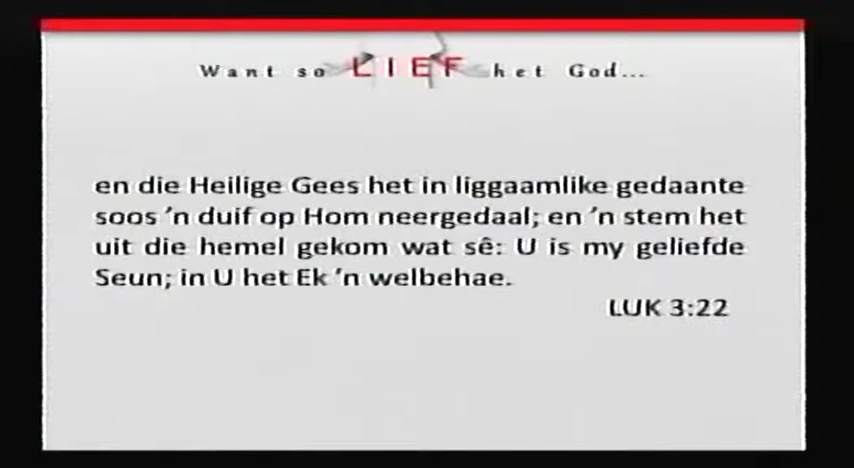 Want so LIEF het God...
en die Heilige Gees het in liggaamlike gedaante
soos 'n duif op Hom neergedaal; en 'n stem het
uit die hemel gekom wat sê: U is my geliefde
Seun; in U het Ek 'n welbehae.
LUK 3:22